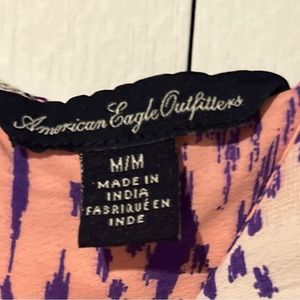 American Eagle Outfitters
M/M
MADE IN
INDIA
FABRIQUÉ EN
INDE